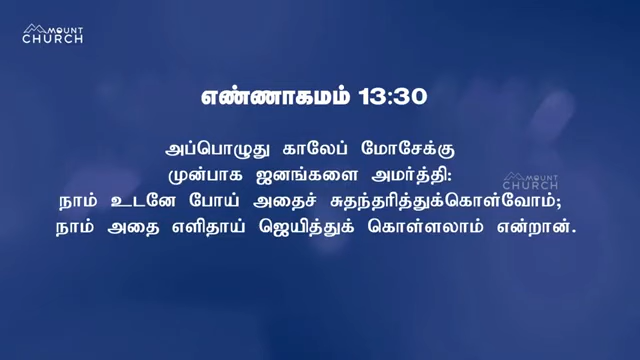 MOUNT
CHURCH
எண்ணாகமம் 13:30
அப்பொழுது காலேப் மோசேக்கு
முன்பாக ஜனங்களை அமர்த்தி:
MOUNT
CHURCH
நாம் உடனே போய் அதைச் சுதந்தரித்துக்கொள்வோம்;
நாம் அதை எளிதாய் ஜெயித்துக் கொள்ளலாம் என்றான்.